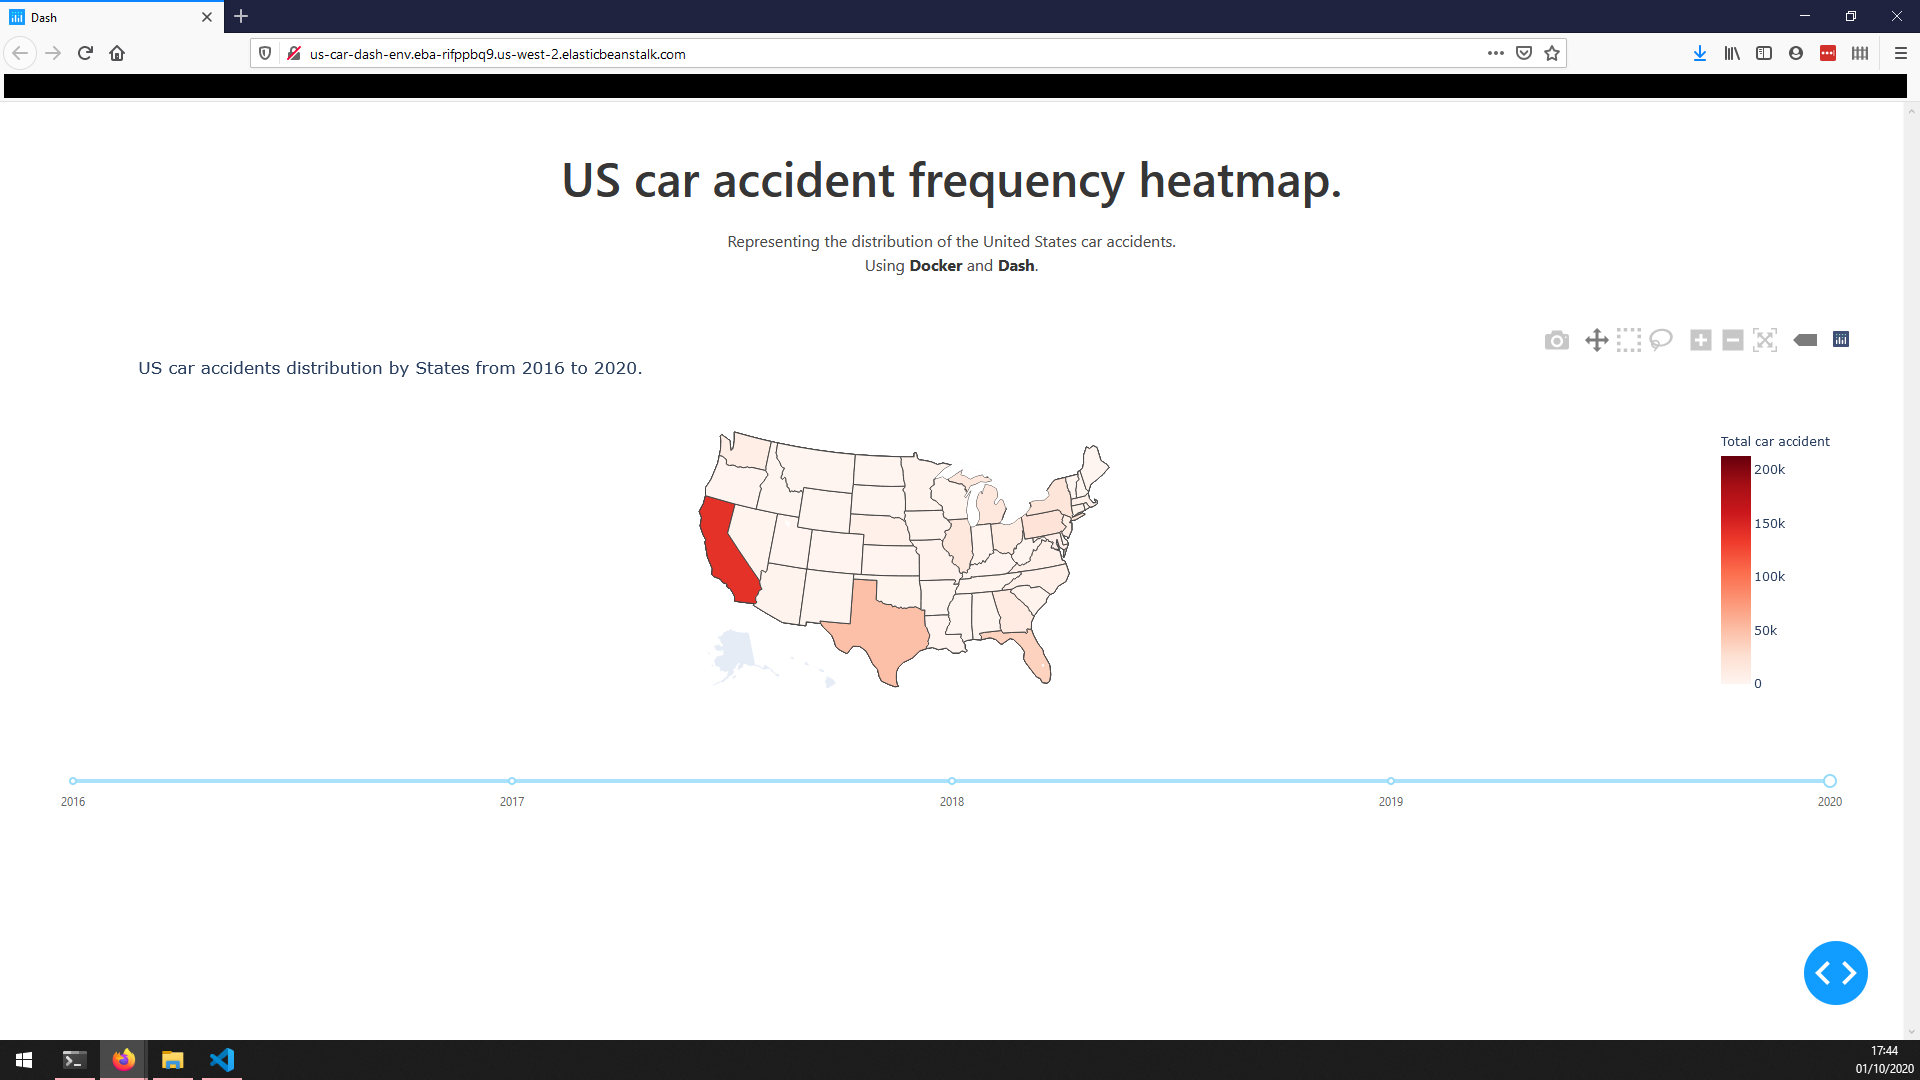 Dash
us-car-dash-env.eba-rifppbq9.us-west-2.elasticbeanstalk.com
US car accident frequency heatmap.
Representing the distribution of the United States car accidents.
Using Docker and Dash.
US car accidents distribution by States from 2016 to 2020.
Total car accident
200k
150k
100k
50k
0
2016 2017 2018 2019 2020
17:44
01/10/2020